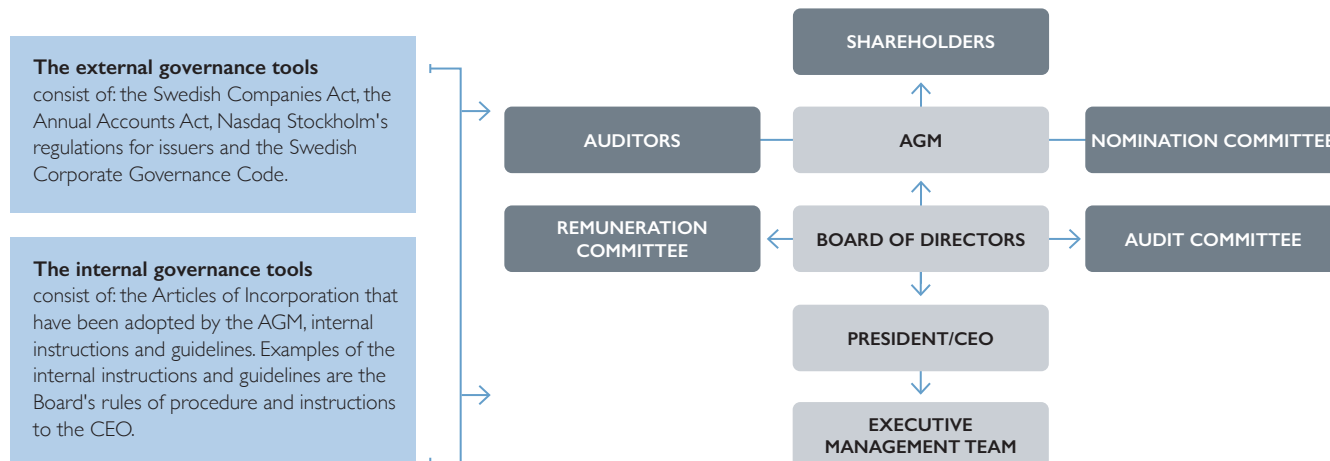 The external governance tools
consist of: the Swedish Companies Act, the
Annual Accounts Act, Nasdaq Stockholm's
regulations for issuers and the Swedish
Corporate Governance Code.
The internal governance tools
consist of: the Articles of Incorporation that
have been adopted by the AGM, internal
instructions and guidelines. Examples of the
internal instructions and guidelines are the
Board's rules of procedure and instructions
to the CEO.
SHAREHOLDERS
AUDITORS
AGM
NOMINATION COMMITTEE
REMUNERATION
COMMITTEE
BOARD OF DIRECTORS
AUDIT COMMITTEE
PRESIDENT/CEO
EXECUTIVE
MANAGEMENT TEAM